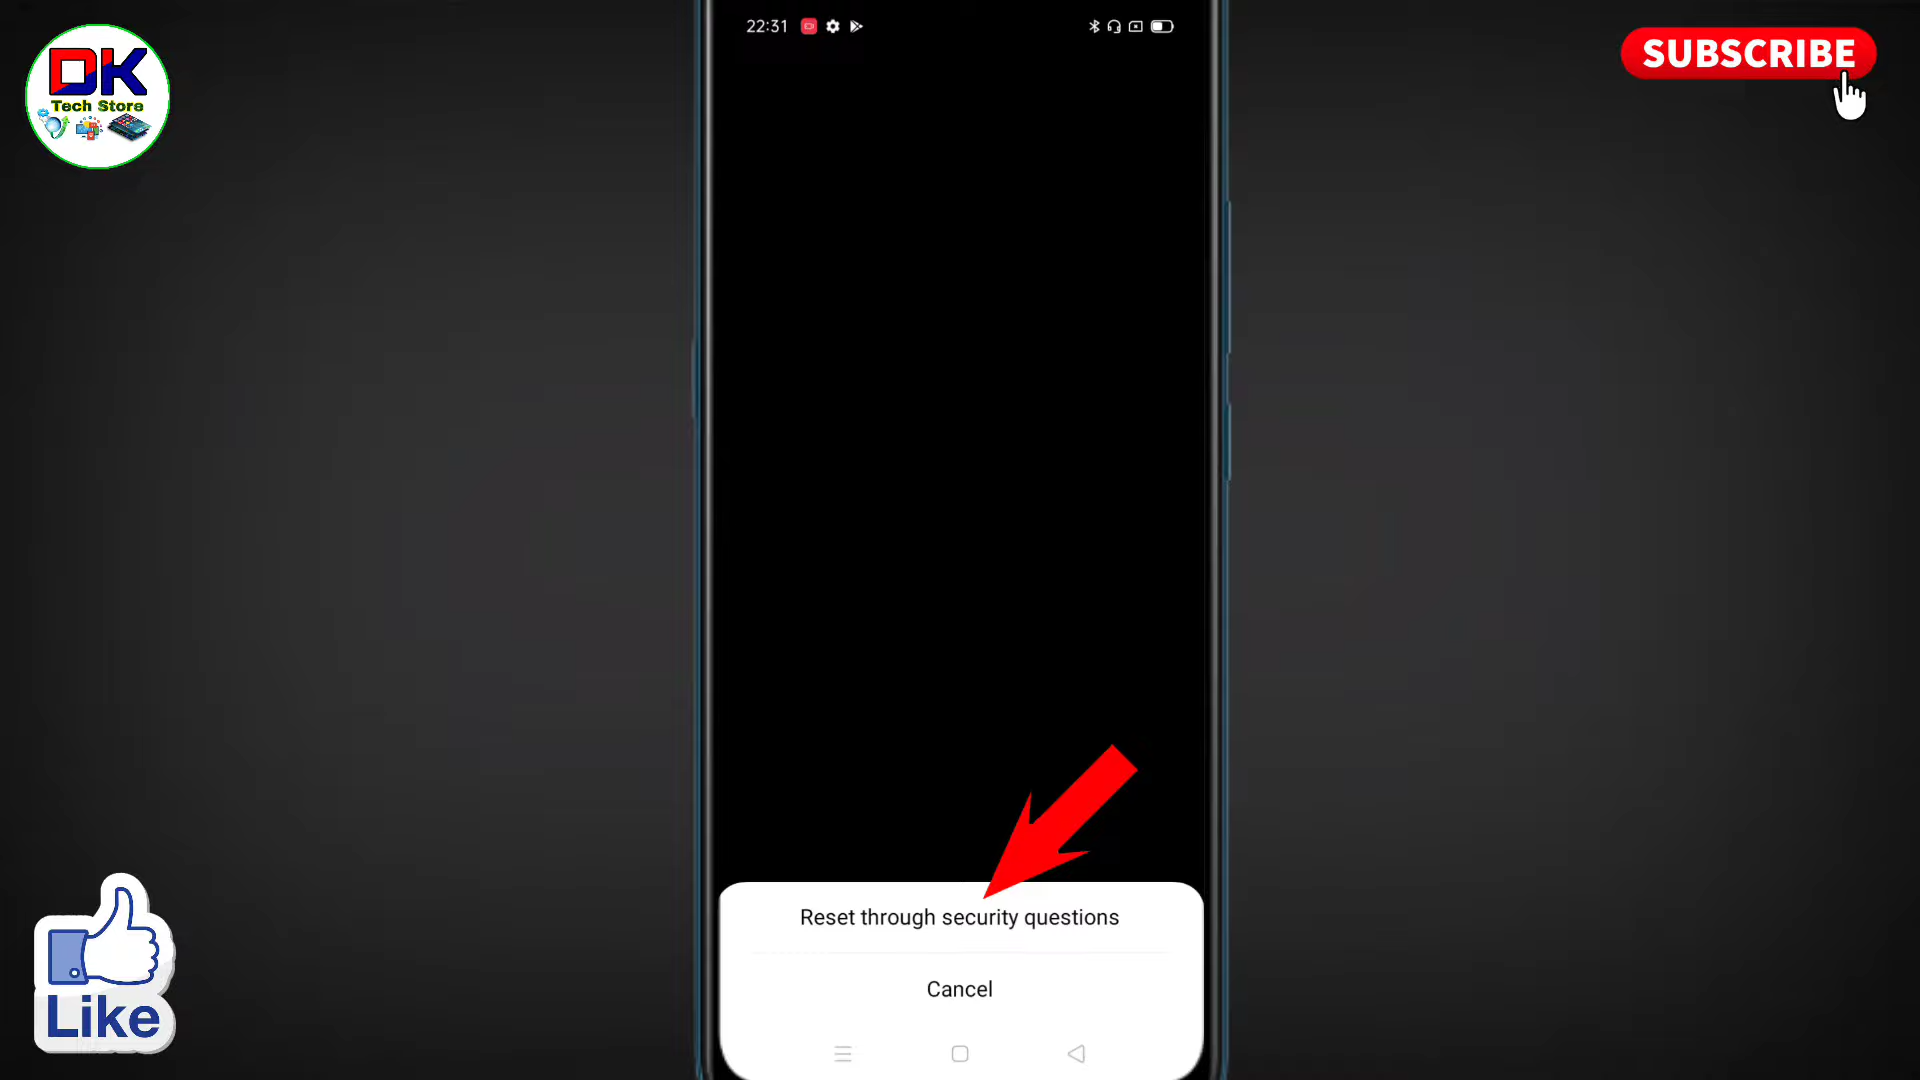 22:31
DK
Tech Store
SUBSCRIBE
Reset through security questions
Cancel
Like